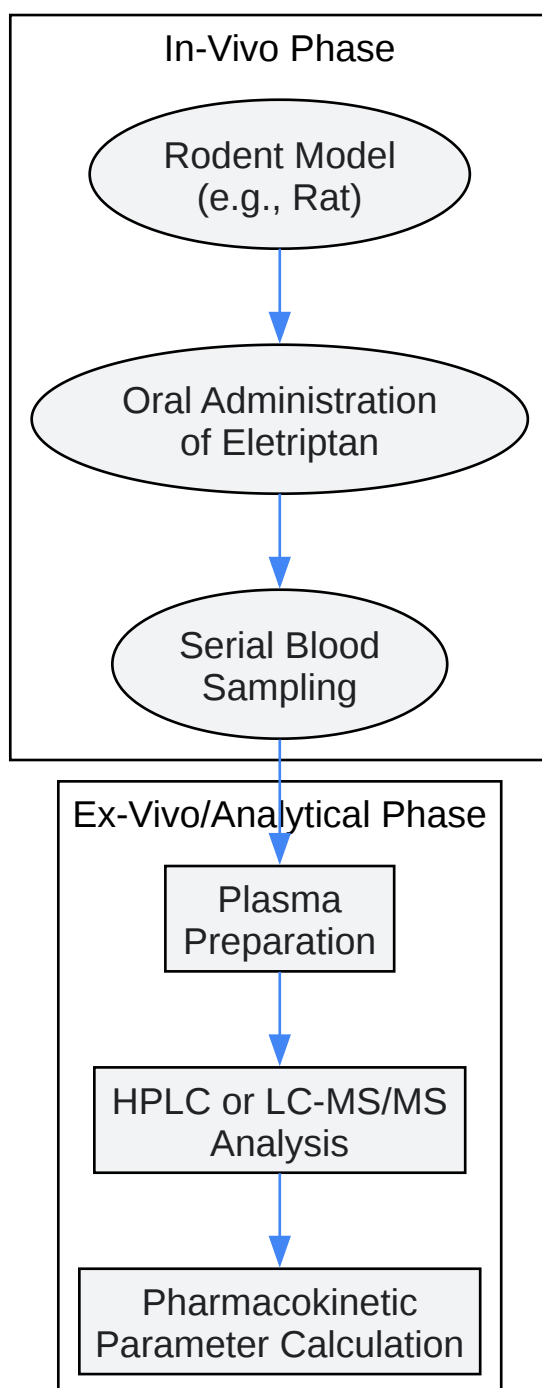 In-Vivo Phase
Rodent Model
(e.g., Rat)
Oral Administration
of Eletriptan
Serial Blood
Sampling
Ex-Vivo/Analytical Phase
Plasma
Preparation
HPLC or LC-MS/MS
Analysis
Pharmacokinetic
Parameter Calculation